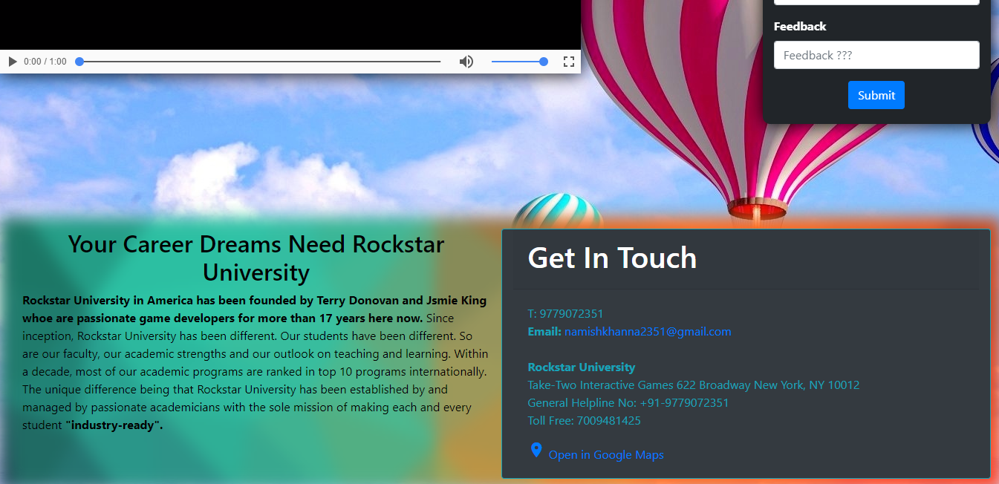 0:00 / 1:00
Feedback
Feedback ???
Submit
Your Career Dreams Need Rockstar
University
Rockstar University in America has been founded by Terry Donovan and Jsmie King
whoe are passionate game developers for more than 17 years here now. Since
inception, Rockstar University has been different. Our students have been different. So
are our faculty, our academic strengths and our outlook on teaching and learning. Within
a decade, most of our academic programs are ranked in top 10 programs internationally.
The unique difference being that Rockstar University has been established by and
managed by passionate academicians with the sole mission of making each and every
student "industry-ready".
Get In Touch
T: 9779072351
Email: namishkhanna2351@gmail.com
Rockstar University
Take-Two Interactive Games 622 Broadway New York, NY 10012
General Helpline No: +91-9779072351
Toll Free: 7009481425
Open in Google Maps